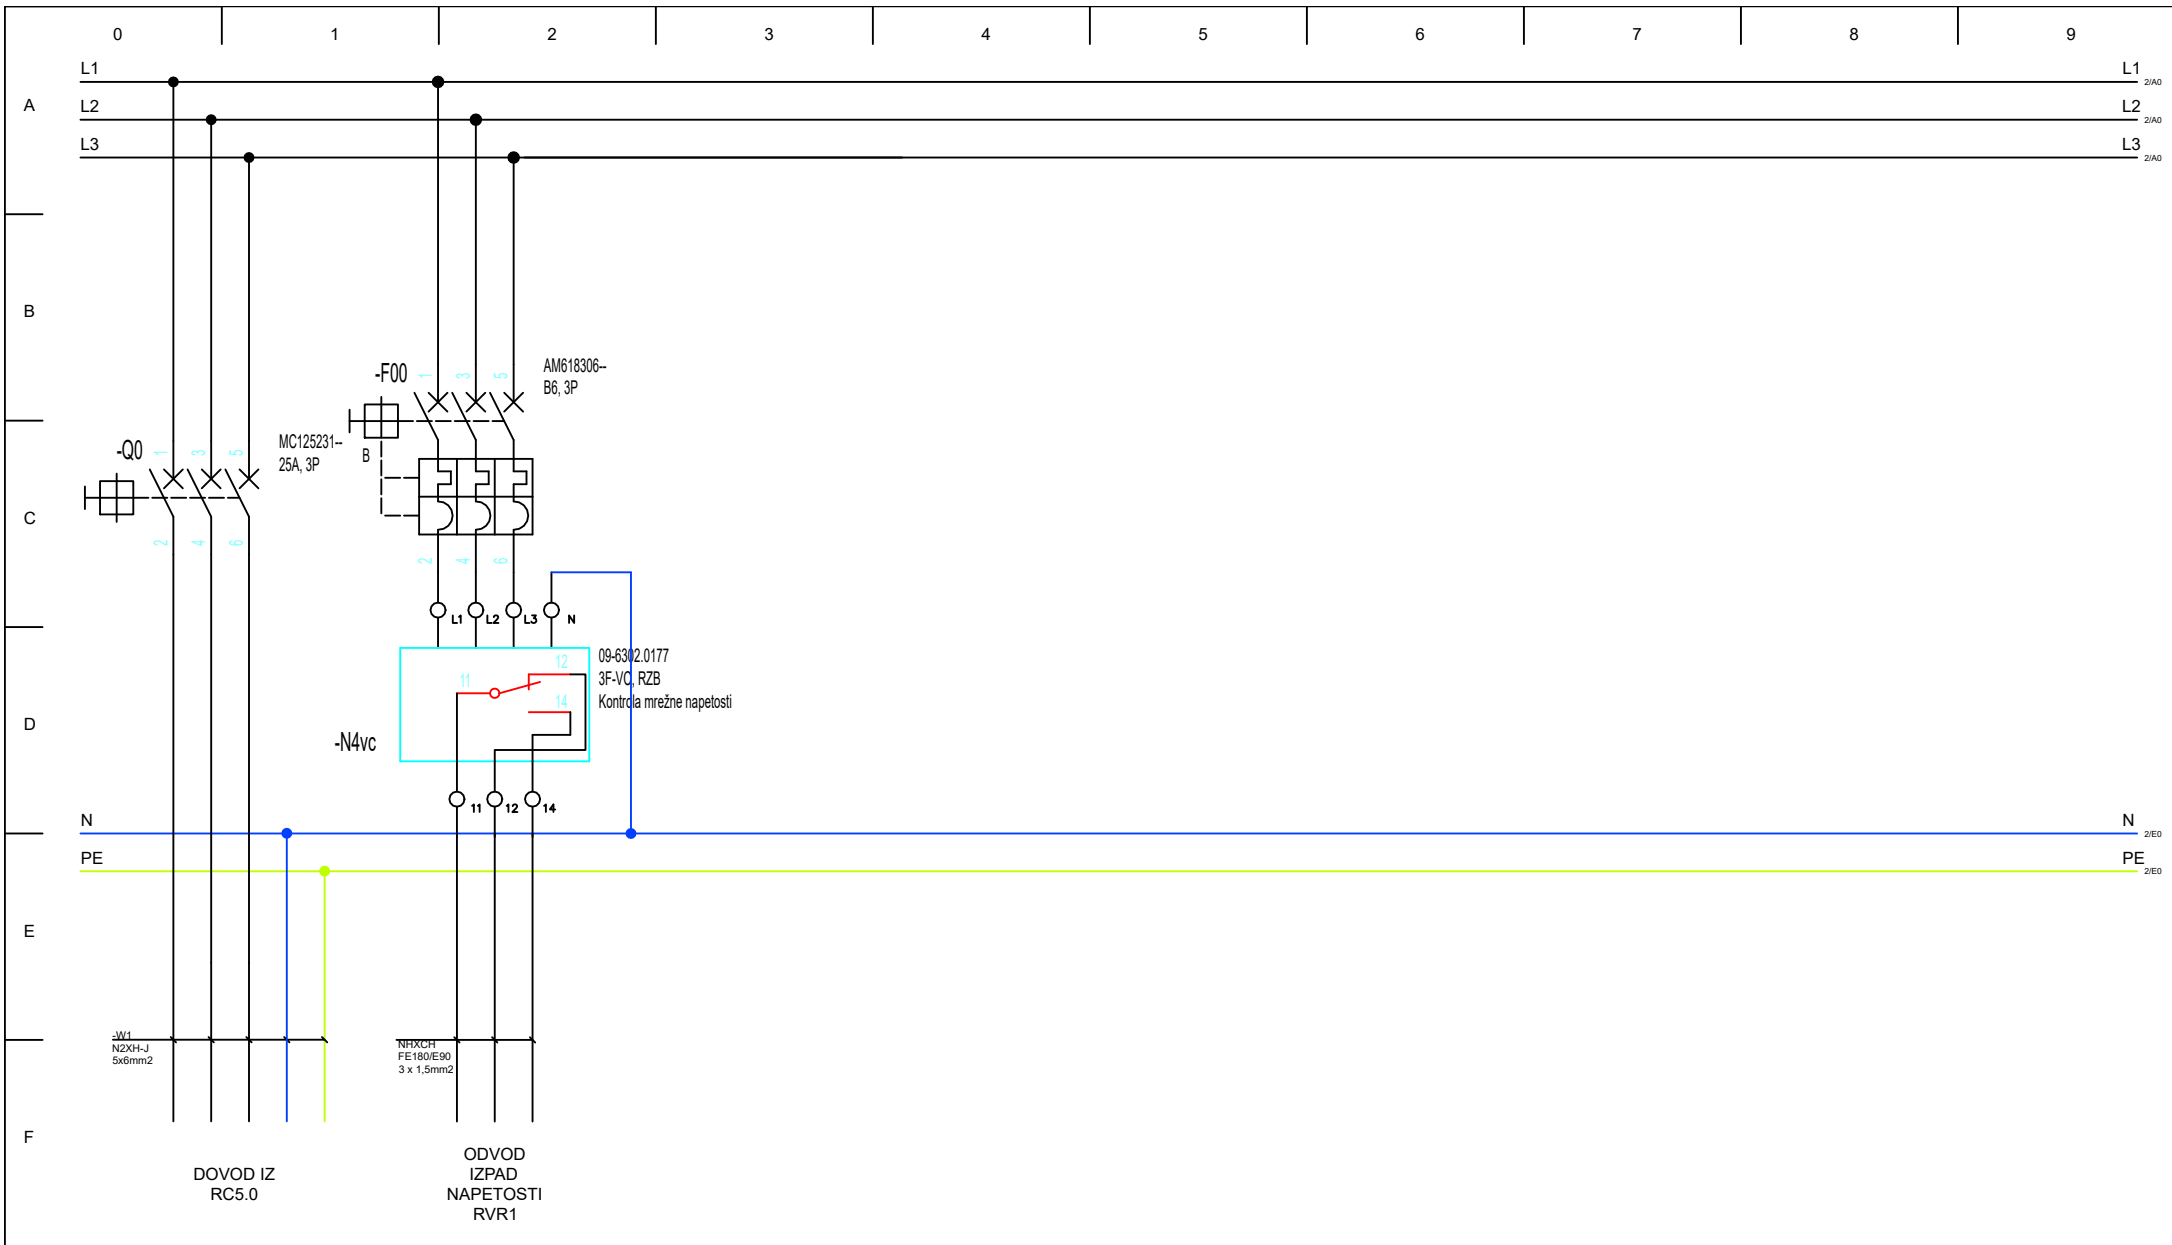 0 1 2 3 4 5 6 7 8 9
L1 L1 2/A0
A
L2 L2 2/A0
L3 L3 2/A0
B
-F00 1 3 5
AM618306--
B6, 3P
-Q0 1 3 5
MC125231--
25A, 3P
B
C
2 4 6
2 4 6
L1 L2 L3 N
09-6302.0177
3F-VC, RZB
Kontrola mrežne napetosti
11 12 14
D
-N4vc
11 12 14
N N 2/E0
PE PE 2/E0
E
-W1
N2XH-J
5x6mm2
NHXCH
FE180/E90
3 x 1,5mm2
F
DOVOD IZ
RC5.0
ODVOD
IZPAD
NAPETOSTI
RVR1